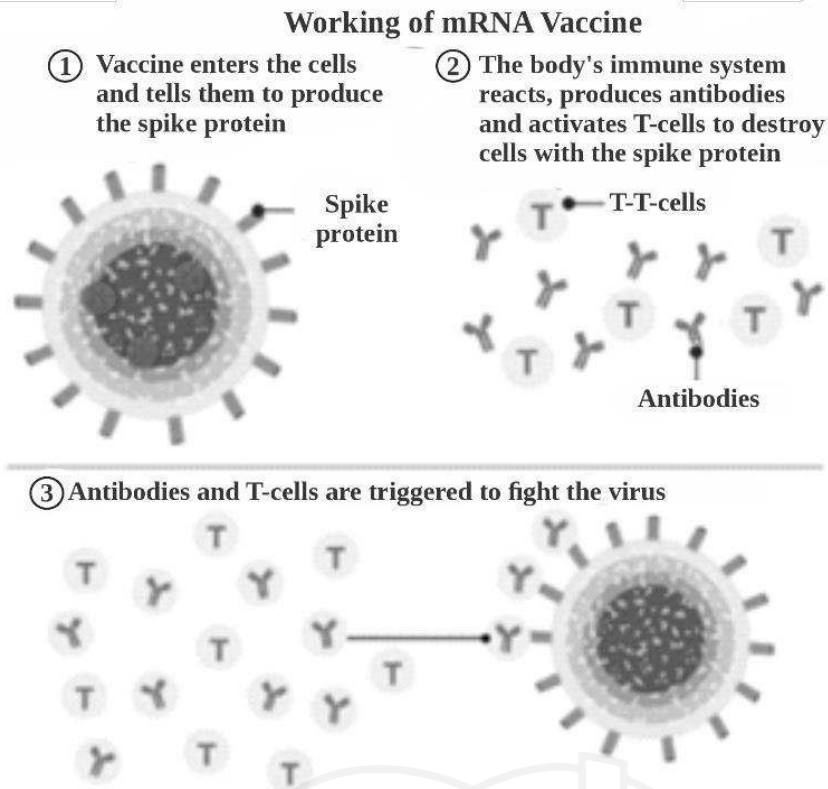 Working of mRNA Vaccine
1 Vaccine enters the cells
and tells them to produce
the spike protein
2 The body's immune system
reacts, produces antibodies
and activates T-cells to destroy
cells with the spike protein
Spike
protein
T-T-cells
T
T
T
T
T
Antibodies
3 Antibodies and T-cells are triggered to fight the virus
T
T
T
T
T
T
T
T